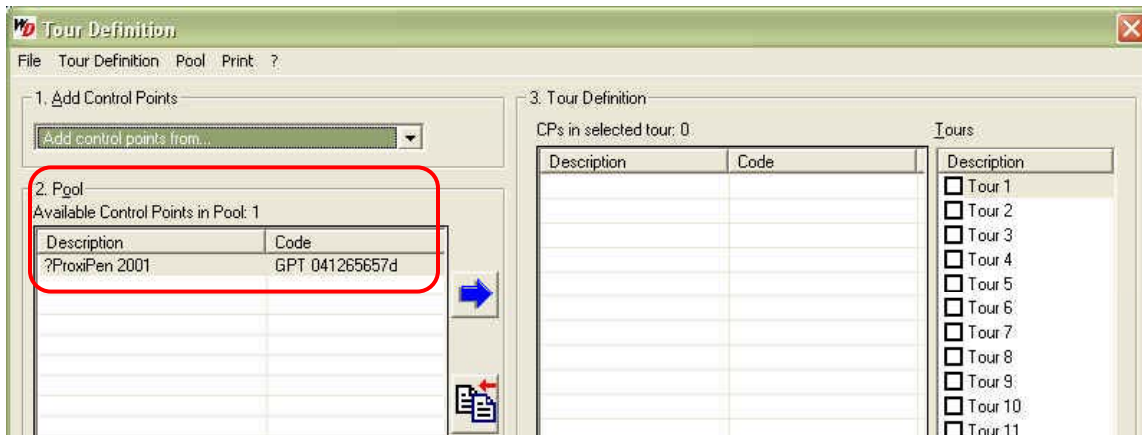 WD Tour Definition
File Tour Definition Pool Print ?
1. Add Control Points
Add control points from...
2. Pool
Available Control Points in Pool: 1
Description Code
?ProxiPen 2001 GPT 041265657d
3. Tour Definition
CPs in selected tour: 0
Description Code
Tours
Description
Tour 1
Tour 2
Tour 3
Tour 4
Tour 5
Tour 6
Tour 7
Tour 8
Tour 9
Tour 10
Tour 11